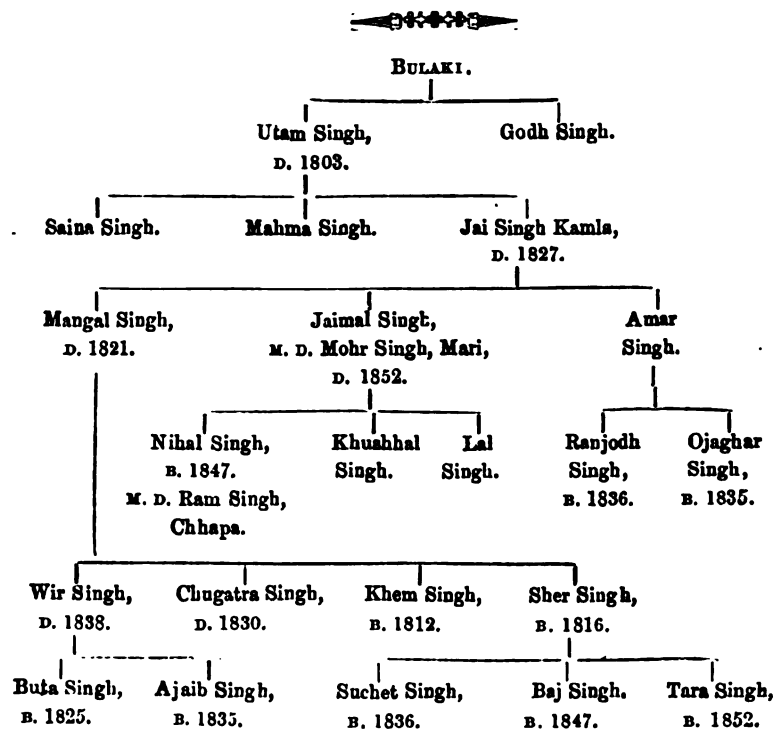 BULAKI.
Utam Singh, Godh Singh.
D. 1803.
Saina Singh. Mahma Singh. Jai Singh Kamla,
D. 1827.
Mangal Singh, Jaimal Singh, Amar
D. 1821. M. D. Mohr Singh, Mari, Singh.
D. 1852.
Nihal Singh, Khushhal Lal Ranjodh Ojaghar
B. 1847. Singh. Singh. Singh, Singh,
M. D. Ram Singh, B. 1836. B. 1835.
Chhapa.
Wir Singh, Chugatra Singh, Khem Singh, Sher Singh,
D. 1838. D. 1830. B. 1812. B. 1816.
Buta Singh, Ajaib Singh, Suchet Singh, Baj Singh. Tara Singh,
B. 1825. B. 1835. B. 1836. B. 1847. B. 1852.